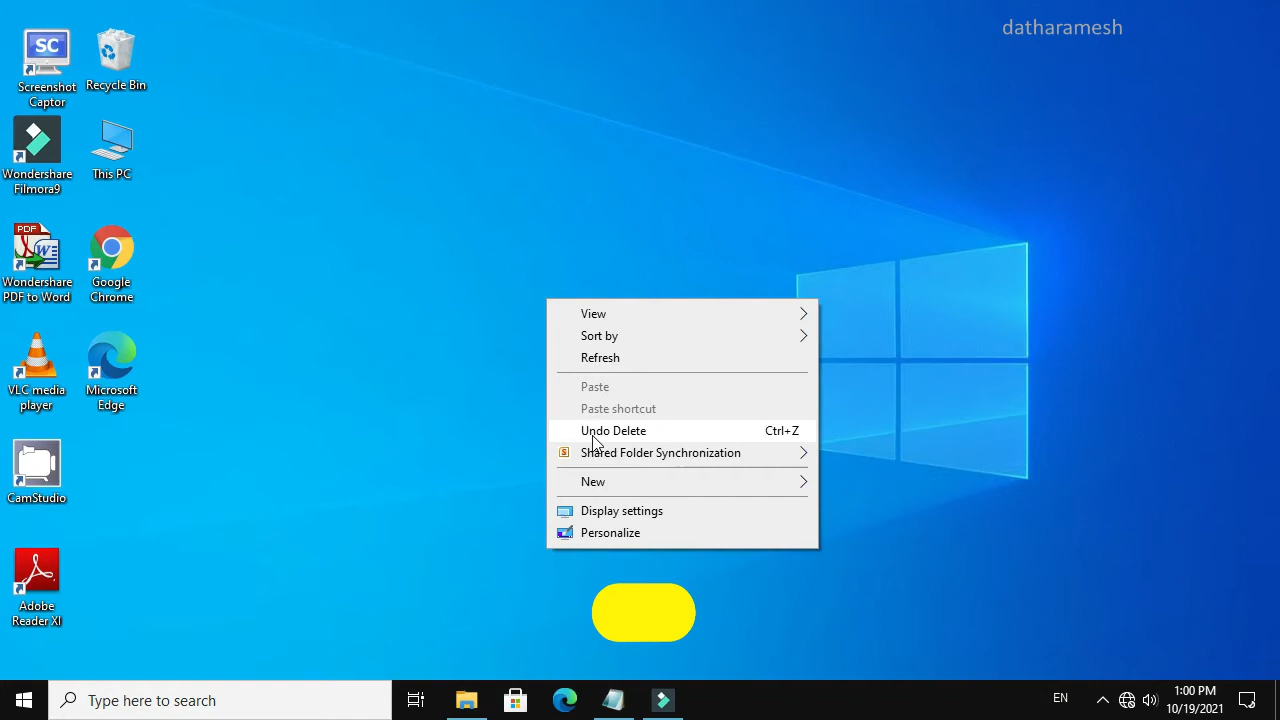 datharamesh
SC
Screenshot
Captor
Recycle Bin
Wondershare
Filmora9
This PC
PDF
W
Wondershare
PDF to Word
Google
Chrome
VLC media
player
Microsoft
Edge
CamStudio
Adobe
Reader XI
View
Sort by
Refresh
Paste
Paste shortcut
Undo Delete Ctrl+Z
S Shared Folder Synchronization
New
Display settings
Personalize
Type here to search
EN
1:00 PM
10/19/2021